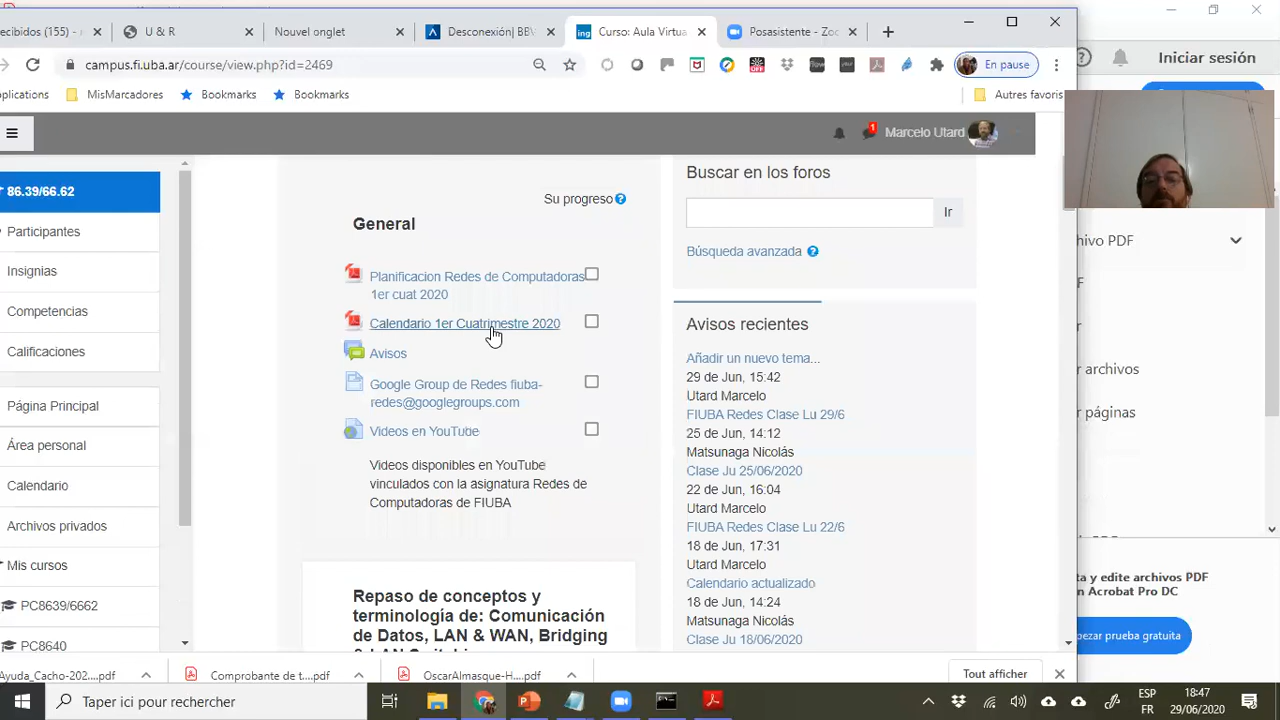 ecibidos (155) -
U & R
Nouvel onglet
Desconexión| BBV
Curso: Aula Virtua
Posasistente - Zoo
campus.fi.uba.ar/course/view.php?id=2469
En pause
Iniciar sesión
plications
MisMarcadores
Bookmarks
Bookmarks
Autres favoris
1
Marcelo Utard
86.39/66.62
Participantes
Insignias
Competencias
Calificaciones
Página Principal
Área personal
Calendario
Archivos privados
Mis cursos
PC8639/6662
PC8640
Su progreso
General
Planificacion Redes de Computadoras
1er cuat 2020
Calendario 1er Cuatrimestre 2020
Avisos
Google Group de Redes fiuba-
redes@googlegroups.com
Videos en YouTube
Videos disponibles en YouTube
vinculados con la asignatura Redes de
Computadoras de FIUBA
Repaso de conceptos y
terminología de: Comunicación
de Datos, LAN & WAN, Bridging
Buscar en los foros
Ir
Búsqueda avanzada
Avisos recientes
Añadir un nuevo tema...
29 de Jun, 15:42
Utard Marcelo
FIUBA Redes Clase Lu 29/6
25 de Jun, 14:12
Matsunaga Nicolás
Clase Ju 25/06/2020
22 de Jun, 16:04
Utard Marcelo
FIUBA Redes Clase Lu 22/6
18 de Jun, 17:31
Utard Marcelo
Calendario actualizado
18 de Jun, 14:24
Matsunaga Nicolás
Clase Ju 18/06/2020
hivo PDF
r archivos
r páginas
ta y edite archivos PDF
n Acrobat Pro DC
pezar prueba gratuita
Ayuda_Cacho-202....pdf
Comprobante de t....pdf
OscarAlmasque-H....pdf
Tout afficher
Taper ici pour rechercher
ESP
FR
18:47
29/06/2020